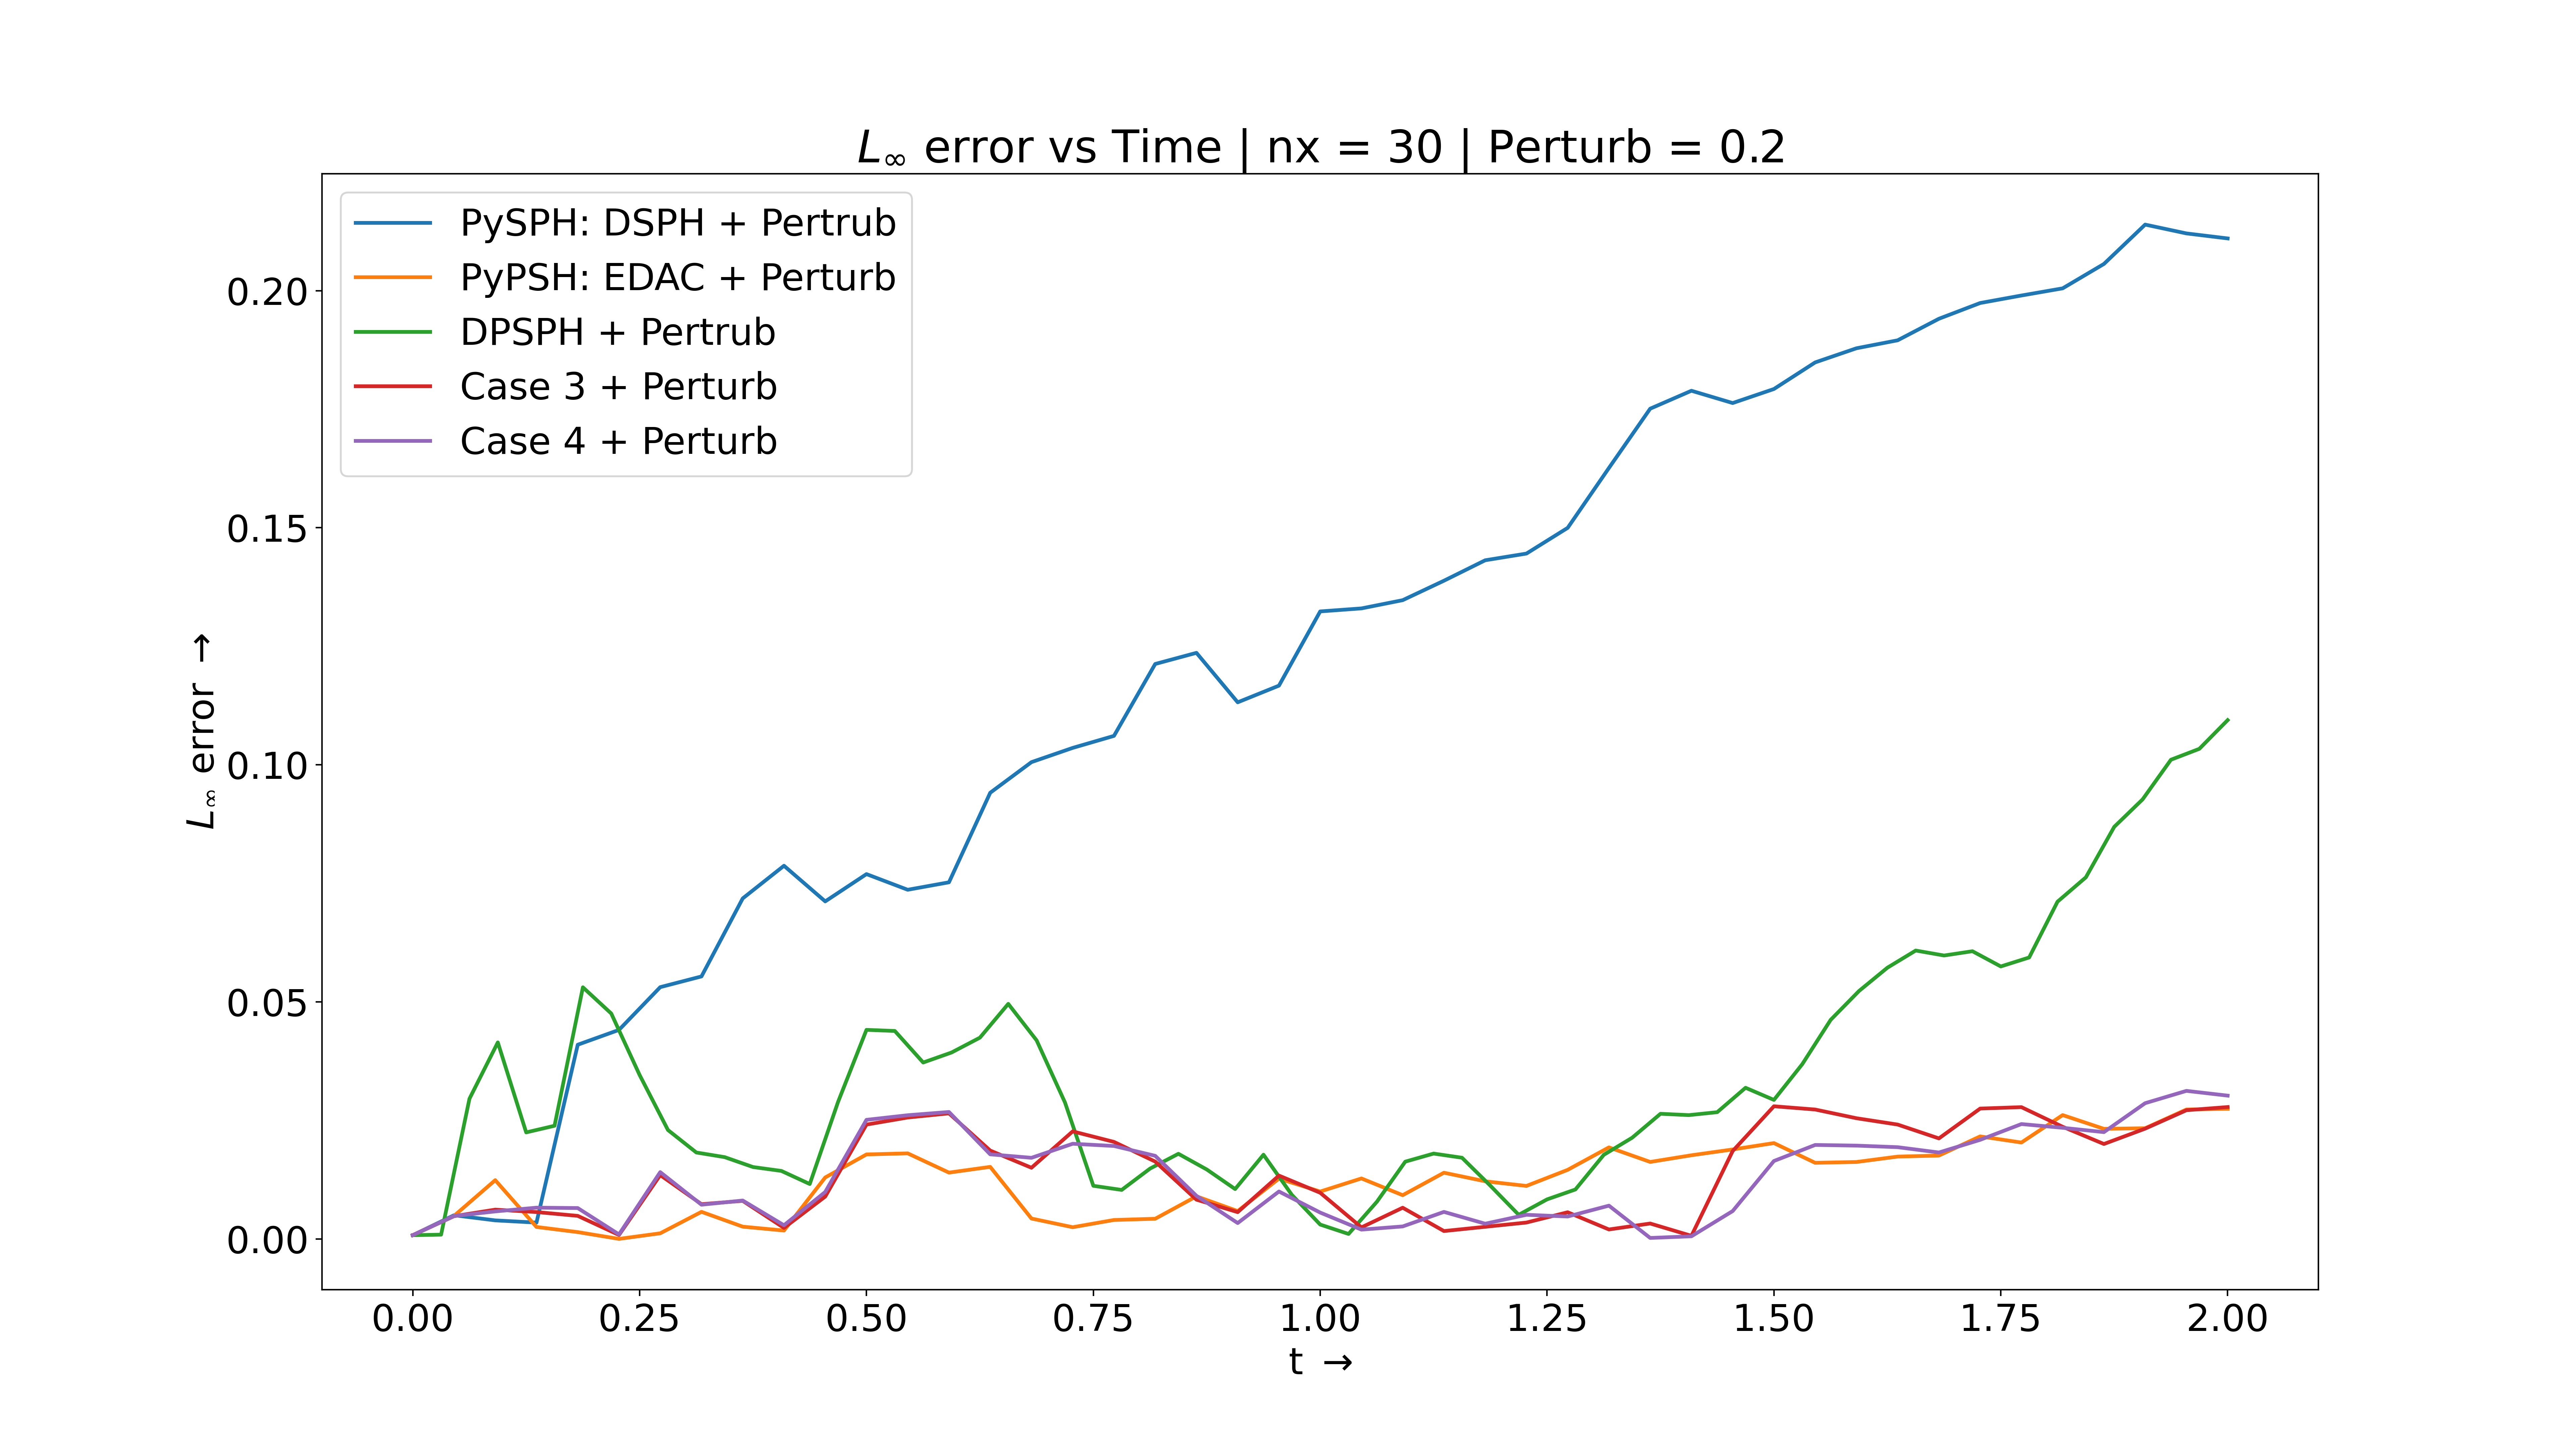 L∞ error vs Time | nx = 30 | Perturb = 0.2
PySPH: DSPH + Pertrub
PyPSH: EDAC + Perturb
DPSPH + Pertrub
Case 3 + Perturb
Case 4 + Perturb
L∞ error →
0.20
0.15
0.10
0.05
0.00
0.00 0.25 0.50 0.75 1.00 1.25 1.50 1.75 2.00
t →